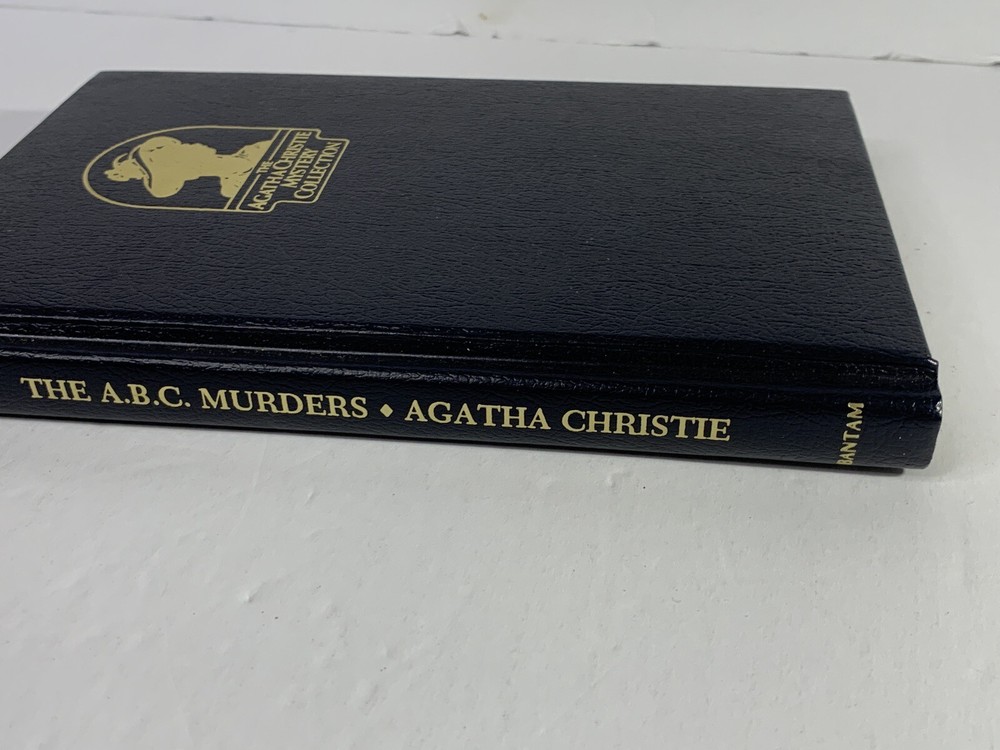 THE
AGATHA CHRISTIE
MYSTERY
COLLECTION
THE A.B.C. MURDERS ♦ AGATHA CHRISTIE
BANTAM